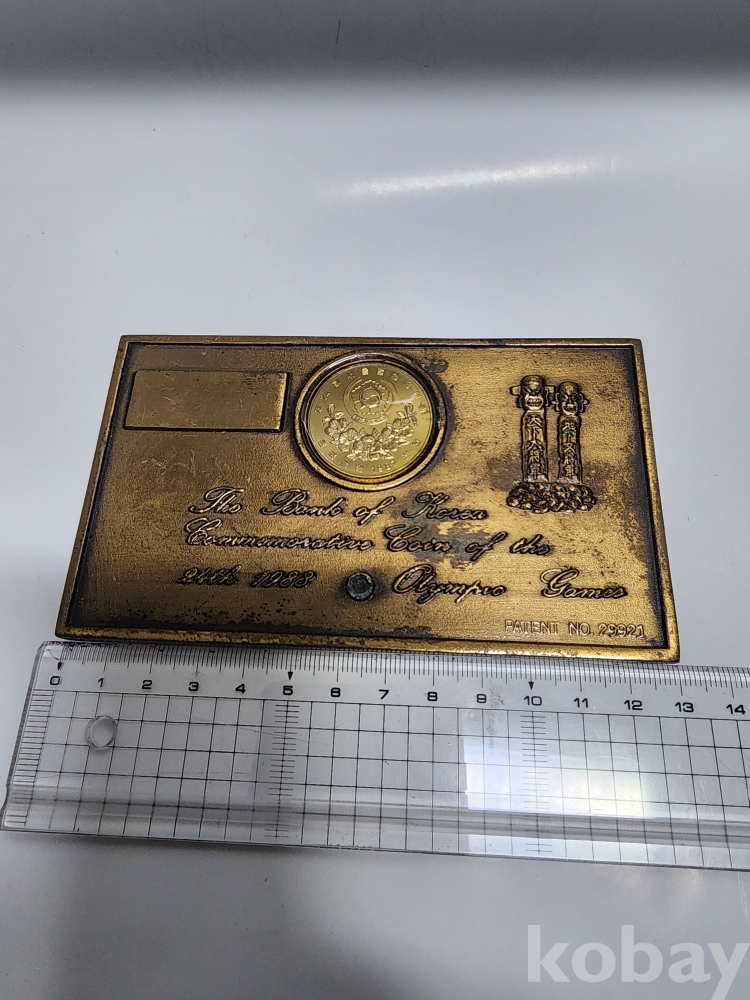 The Bank of Korea
Commemorative Coin of the
24th 1988 Olympic Games
PATENT NO. 29921
0 1 2 3 4 5 6 7 8 9 10 11 12 13 14
kobay